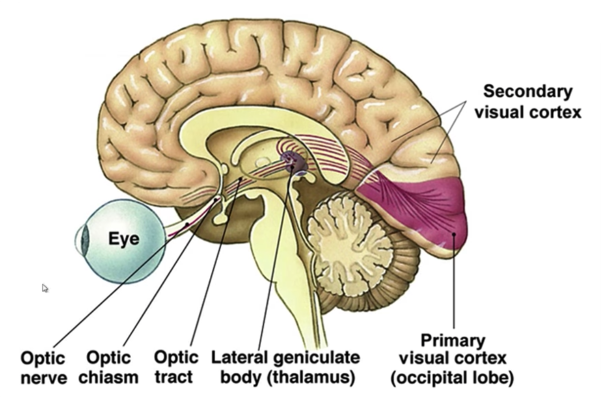 Secondary
visual cortex
Eye
Optic
nerve
Optic
chiasm
Optic
tract
Lateral geniculate
body (thalamus)
Primary
visual cortex
(occipital lobe)